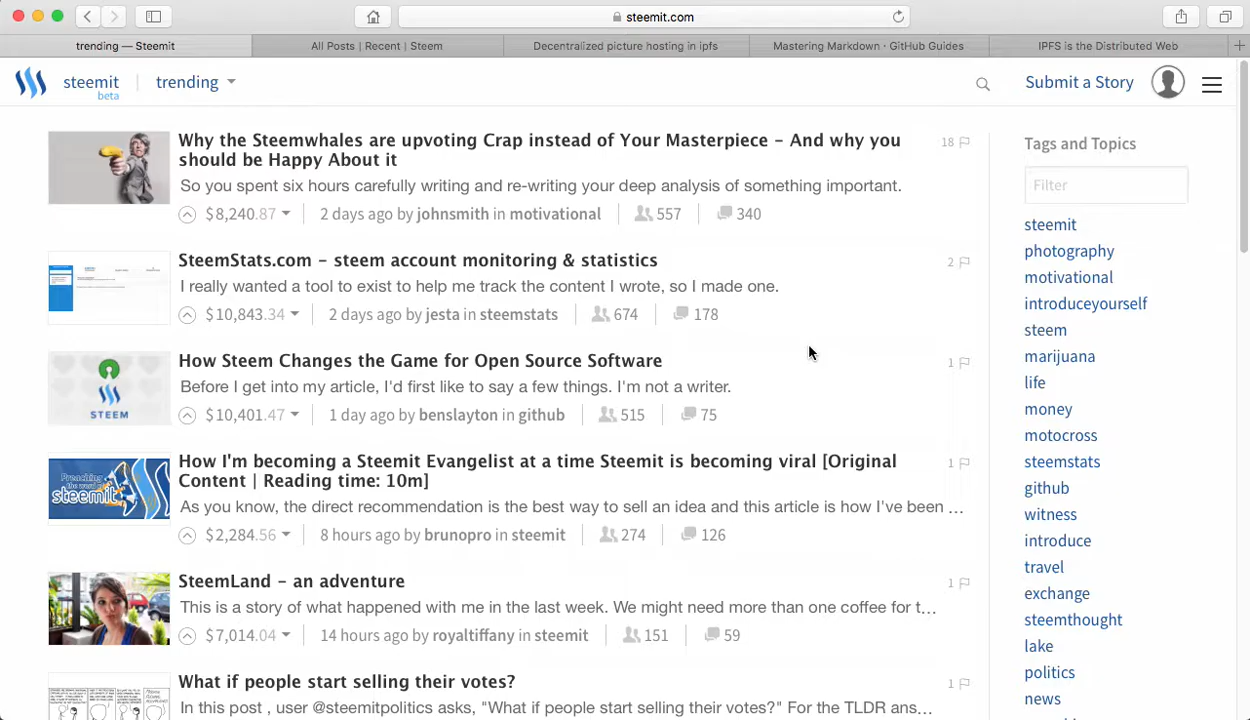 steemit.com
trending — Steemit
All Posts | Recent | Steem
Decentralized picture hosting in ipfs
Mastering Markdown · GitHub Guides
IPFS is the Distributed Web
steemit
beta
trending
Submit a Story
Why the Steemwhales are upvoting Crap instead of Your Masterpiece – And why you
should be Happy About it
18
So you spent six hours carefully writing and re-writing your deep analysis of something important.
$8,240.87
2 days ago by johnsmith in motivational
557
340
SteemStats.com – steem account monitoring & statistics
2
I really wanted a tool to exist to help me track the content I wrote, so I made one.
$10,843.34
2 days ago by jesta in steemstats
674
178
How Steem Changes the Game for Open Source Software
1
Before I get into my article, I'd first like to say a few things. I'm not a writer.
$10,401.47
1 day ago by benslayton in github
515
75
STEEM
How I'm becoming a Steemit Evangelist at a time Steemit is becoming viral [Original
Content | Reading time: 10m]
1
As you know, the direct recommendation is the best way to sell an idea and this article is how I've been ...
$2,284.56
8 hours ago by brunopro in steemit
274
126
Preaching
the word of
steemit
SteemLand – an adventure
1
This is a story of what happened with me in the last week. We might need more than one coffee for t...
$7,014.04
14 hours ago by royaltiffany in steemit
151
59
What if people start selling their votes?
1
In this post , user @steemitpolitics asks, "What if people start selling their votes?" For the TLDR ans...
Tags and Topics
Filter
steemit
photography
motivational
introduceyourself
steem
marijuana
life
money
motocross
steemstats
github
witness
introduce
travel
exchange
steemthought
lake
politics
news